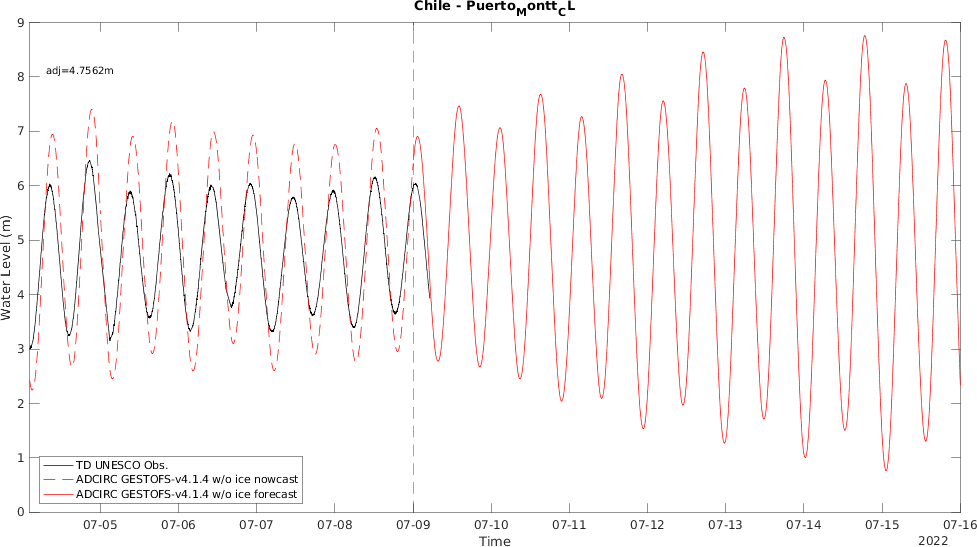 Chile - Puerto_Montt_CL
9
8
7
6
5
4
3
2
1
0
Water Level (m)
adj=4.7562m
TD UNESCO Obs.
ADCIRC GESTOFS-v4.1.4 w/o ice nowcast
ADCIRC GESTOFS-v4.1.4 w/o ice forecast
07-05 07-06 07-07 07-08 07-09 07-10 07-11 07-12 07-13 07-14 07-15 07-16
Time
2022